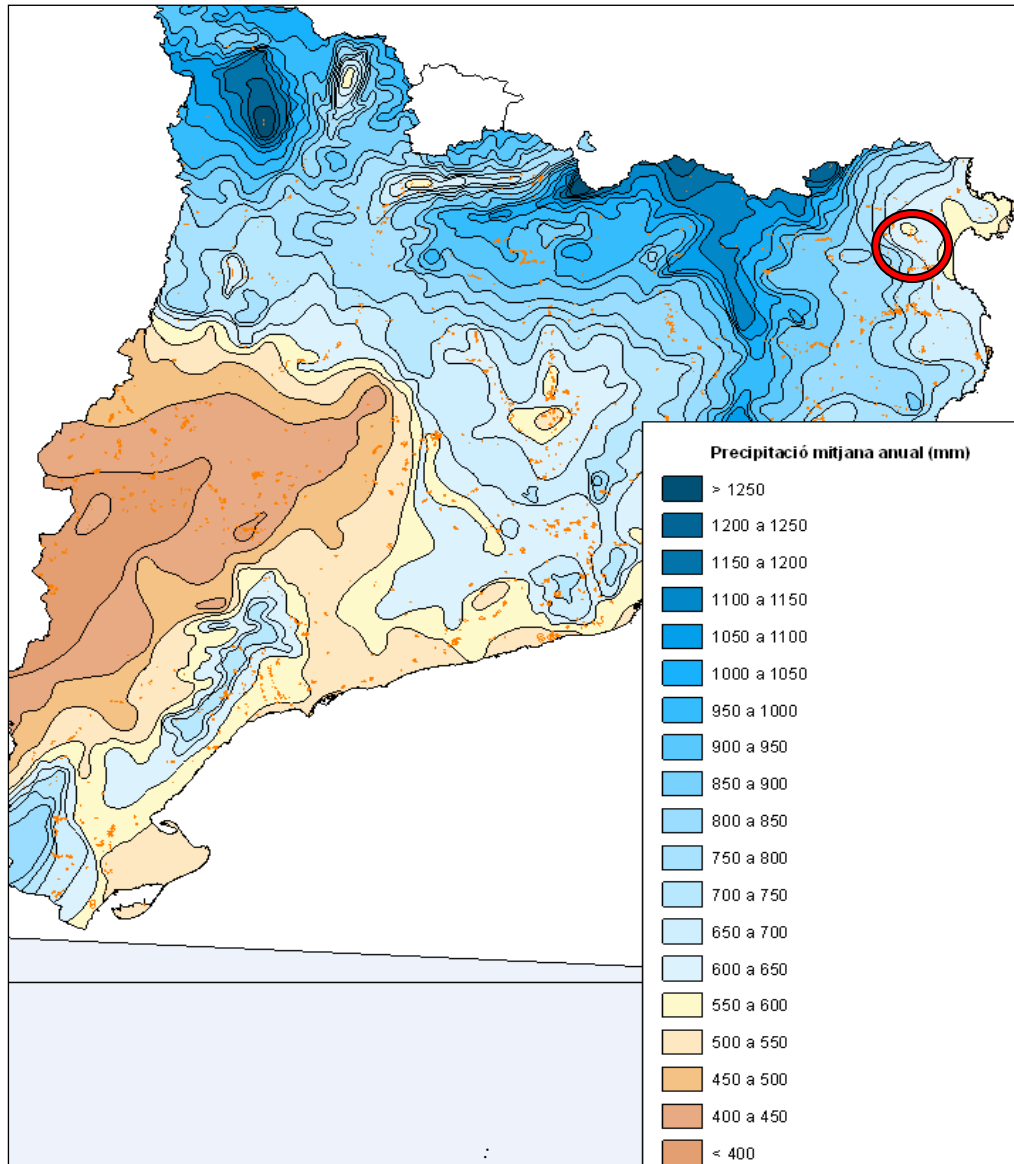 Precipitació mitjana anual (mm)
> 1250
1200 a 1250
1150 a 1200
1100 a 1150
1050 a 1100
1000 a 1050
950 a 1000
900 a 950
850 a 900
800 a 850
750 a 800
700 a 750
650 a 700
600 a 650
550 a 600
500 a 550
450 a 500
400 a 450
< 400